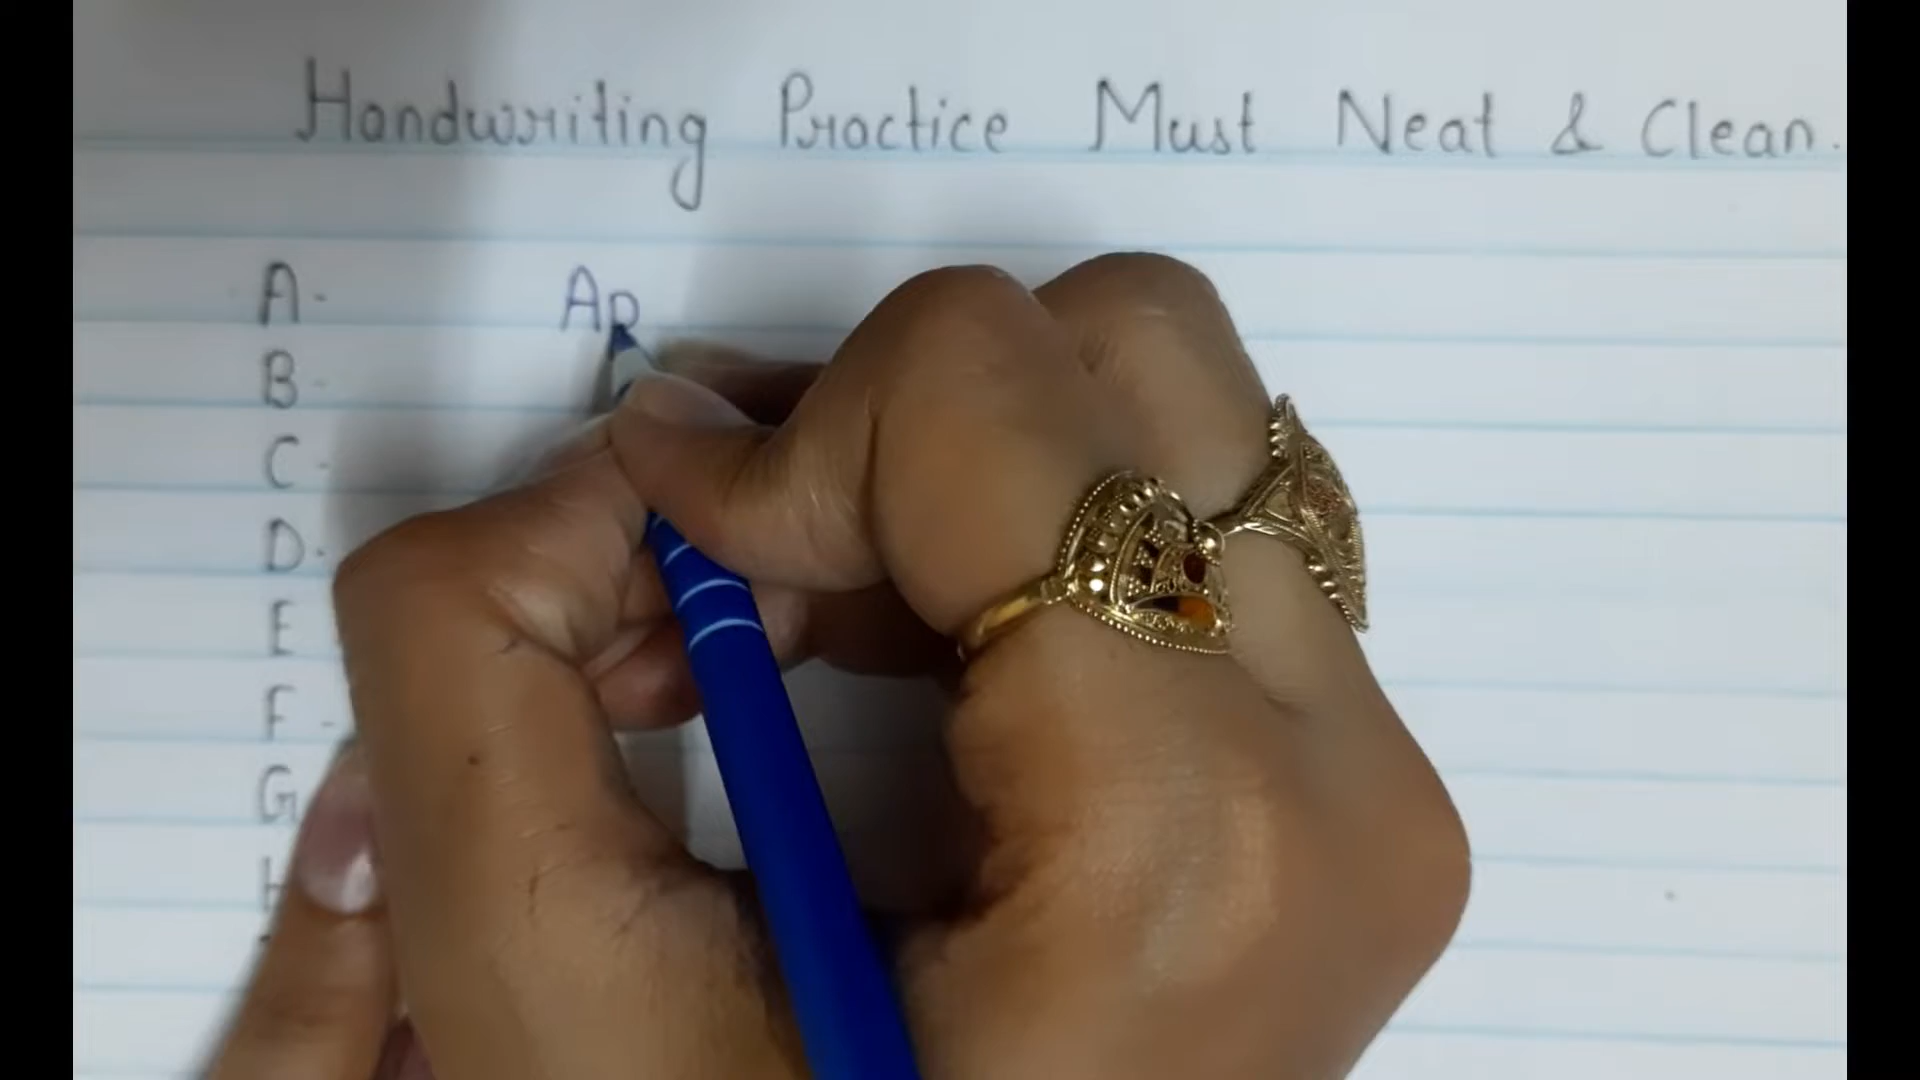 Handwriting Practice Must Neat & Clean.
A- Ap
B-
C-
D-
E
F-
G
H